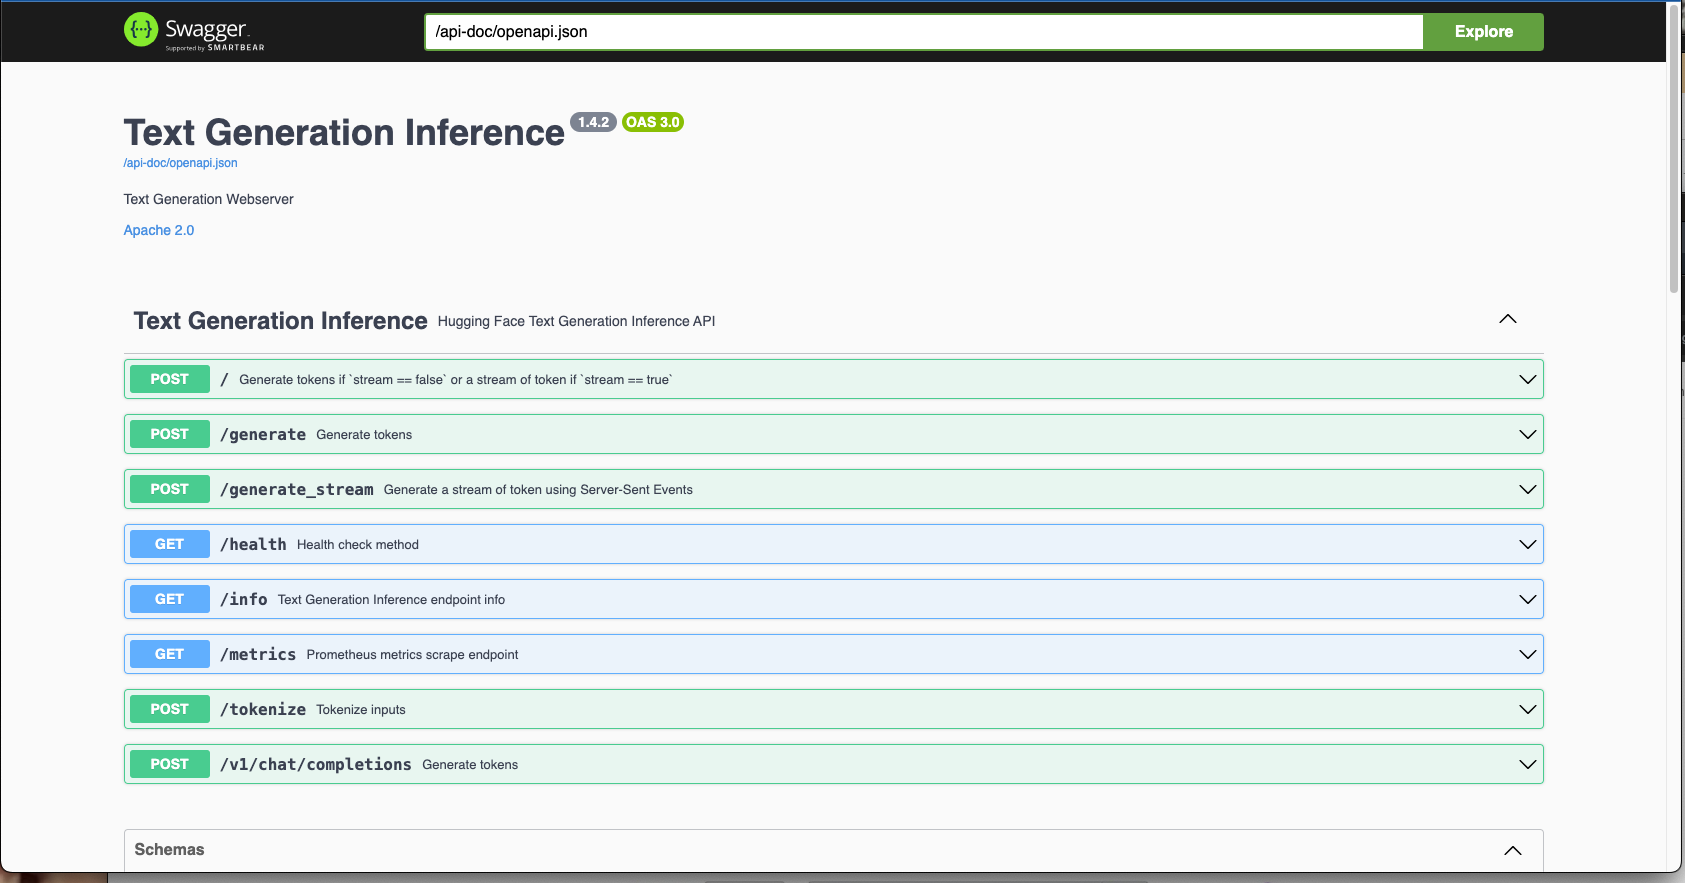 {···} Swagger.
Supported by SMARTBEAR
/api-doc/openapi.json
Explore
Text Generation Inference 1.4.2 OAS 3.0
/api-doc/openapi.json
Text Generation Webserver
Apache 2.0
Text Generation Inference Hugging Face Text Generation Inference API
POST / Generate tokens if `stream == false` or a stream of token if `stream == true`
POST /generate Generate tokens
POST /generate_stream Generate a stream of token using Server-Sent Events
GET /health Health check method
GET /info Text Generation Inference endpoint info
GET /metrics Prometheus metrics scrape endpoint
POST /tokenize Tokenize inputs
POST /v1/chat/completions Generate tokens
Schemas